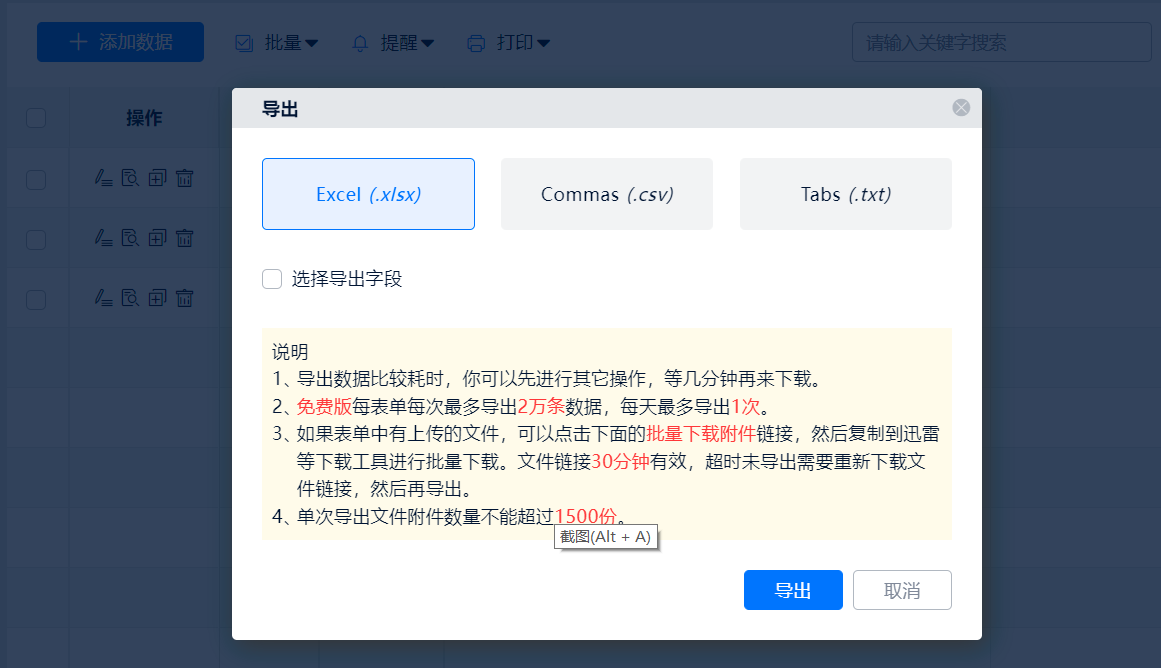 添加数据 批量 提醒 打印 请输入关键字搜索
操作
导出
Excel (.xlsx) Commas (.csv) Tabs (.txt)
选择导出字段
说明
1、导出数据比较耗时，你可以先进行其它操作，等几分钟再来下载。
2、免费版每表单每次最多导出2万条数据，每天最多导出1次。
3、如果表单中有上传的文件，可以点击下面的批量下载附件链接，然后复制到迅雷
等下载工具进行批量下载。文件链接30分钟有效，超时未导出需要重新下载文
件链接，然后再导出。
4、单次导出文件附件数量不能超过1500份。
截图(Alt + A)
导出 取消